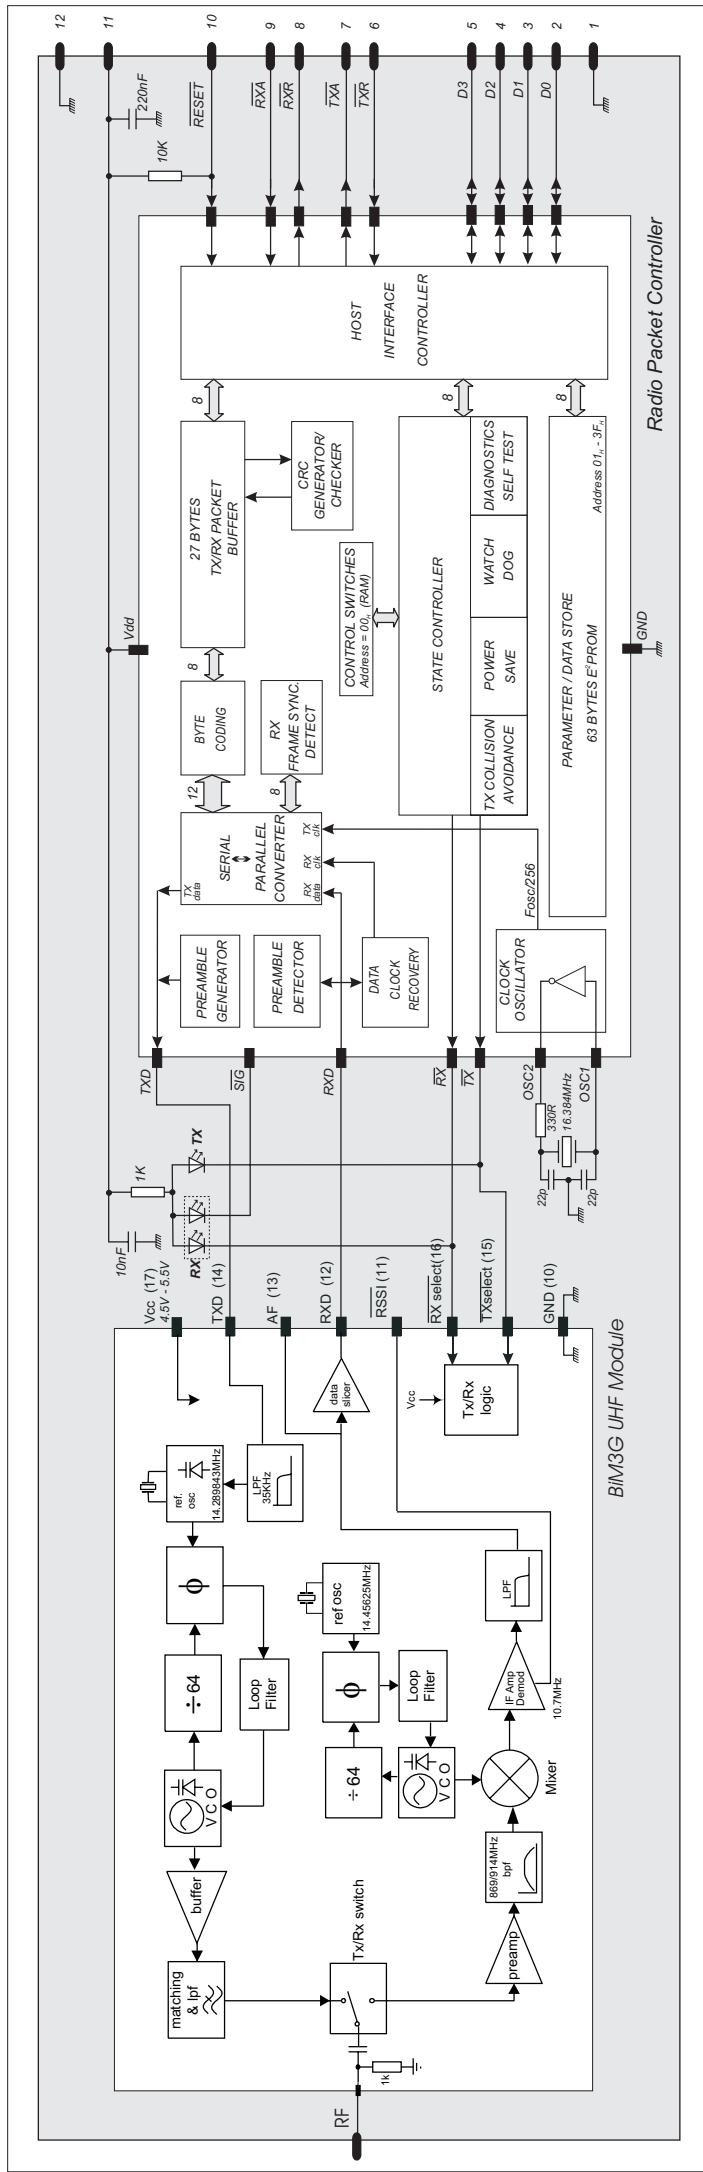 RF
1k
Tx/Rx switch
matching
& lpf
buffer
V C O
÷64
ϕ
Loop
Filter
ref.
osc
14.289843MHz
LPF
35KHz
preamp
869/914MHz
bpf
Mixer
V C O
÷64
ϕ
Loop
Filter
ref osc
14.45625MHz
IF Amp
Demod
10.7MHz
LPF
data
slicer
Vcc
Tx/Rx
logic
BiM3G UHF Module
Vcc (17)
4.5V - 5.5V
TXD (14)
AF (13)
RXD (12)
RSSI (11)
RX select(16)
TXselect (15)
GND (10)
10nF
1K
RX
TX
TXD
SIG
RXD
RX
TX
OSC2
OSC1
330R
16.384MHz
22p
22p
PREAMBLE
GENERATOR
PREAMBLE
DETECTOR
DATA
CLOCK
RECOVERY
CLOCK
OSCILLATOR
Fosc/256
TX
data
SERIAL
PARALLEL
CONVERTER
RX
data
RX
clk
TX
clk
12
8
BYTE
CODING
RX
FRAME SYNC.
DETECT
8
Vdd
27 BYTES
TX/RX PACKET
BUFFER
CRC
GENERATOR/
CHECKER
CONTROL SWITCHES
Address = 00H (RAM)
STATE CONTROLLER
TX COLLISION
AVOIDANCE
POWER
SAVE
WATCH
DOG
DIAGNOSTICS
SELF TEST
PARAMETER / DATA STORE
63 BYTES E²PROM
Address 01H - 3FH
GND
8
8
8
HOST
INTERFACE
CONTROLLER
Radio Packet Controller
10K
220nF
RESET
RXA
RXR
TXA
TXR
D3
D2
D1
D0
12
11
10
9
8
7
6
5
4
3
2
1